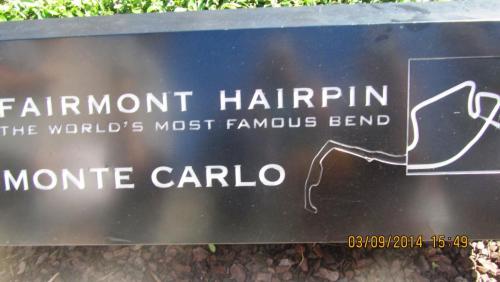 FAIRMONT HAIRPIN
THE WORLD'S MOST FAMOUS BEND
MONTE CARLO
03/09/2014 15:49